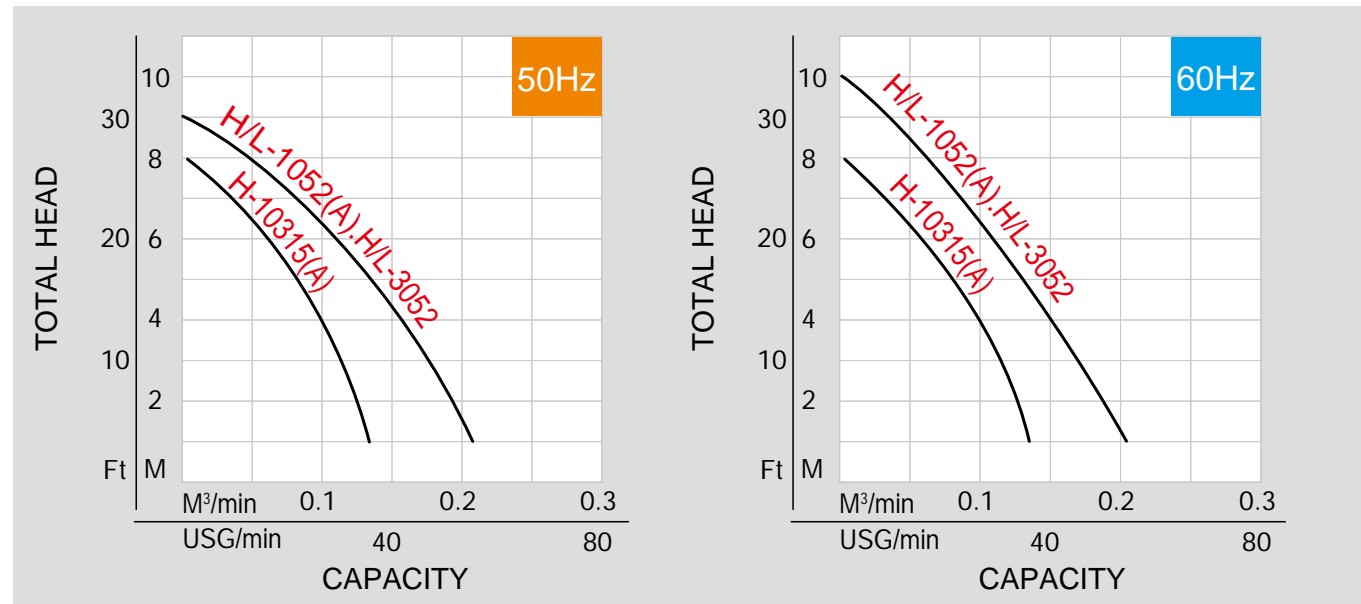 50Hz
TOTAL HEAD
10
30
8
20 6
4
10
2
Ft M
H/L-1052(A).H/L-3052
H-10315(A)
M³/min 0.1 0.2 0.3
USG/min 40 80
CAPACITY
60Hz
TOTAL HEAD
10
30
8
20 6
4
10
2
Ft M
H/L-1052(A).H/L-3052
H-10315(A)
M³/min 0.1 0.2 0.3
USG/min 40 80
CAPACITY